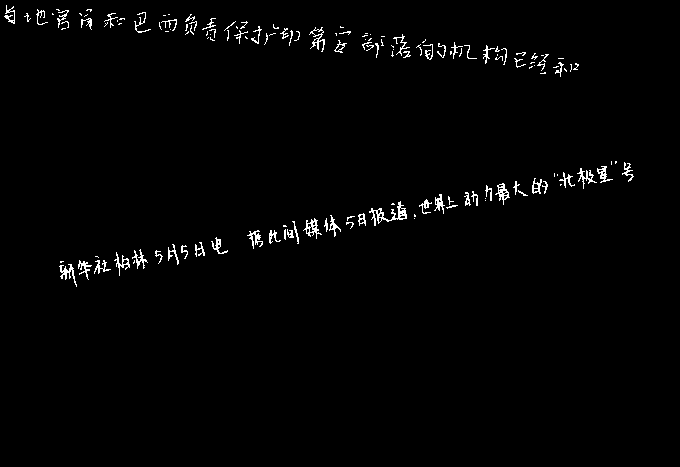 当地官员和巴西负责保护印第安部落的机构已经和
新华社柏林5月5日电 据此间媒体5日报道,世界上动力最大的“北极星”号